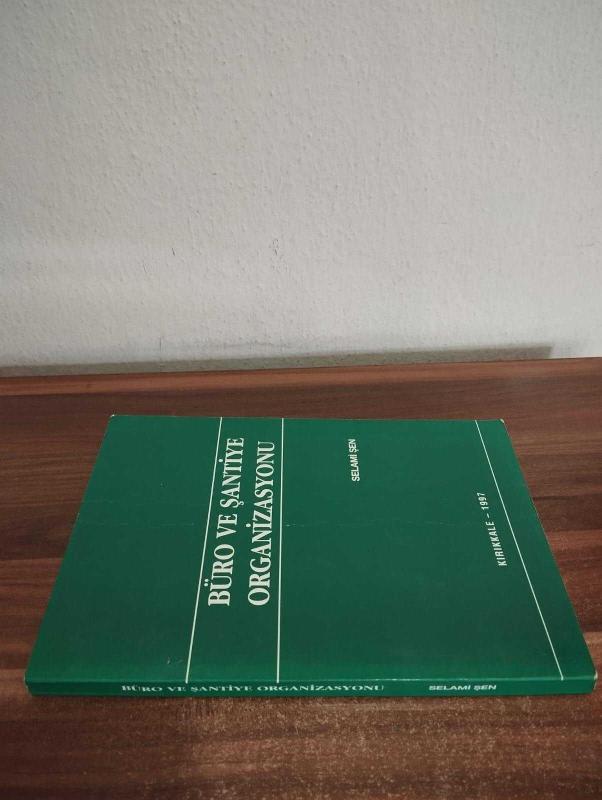 BÜRO VE ŞANTİYE
ORGANİZASYONU
SELAMİ ŞEN
KIRIKKALE - 1997
BÜRO VE ŞANTİYE ORGANİZASYONU SELAMİ ŞEN